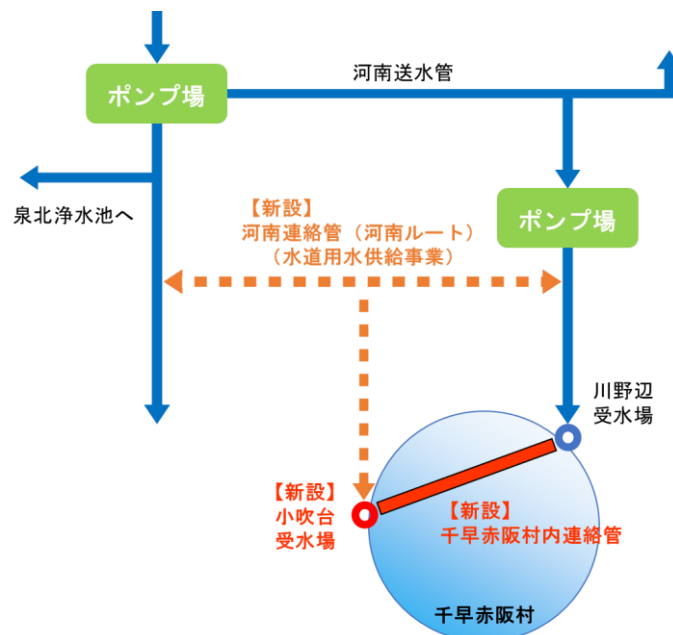 河南送水管
ポンプ場
泉北浄水池へ
ポンプ場
【新設】
河南連絡管（河南ルート）
（水道用水供給事業）
川野辺
受水場
【新設】
小吹台
受水場
【新設】
千早赤阪村内連絡管
千早赤阪村